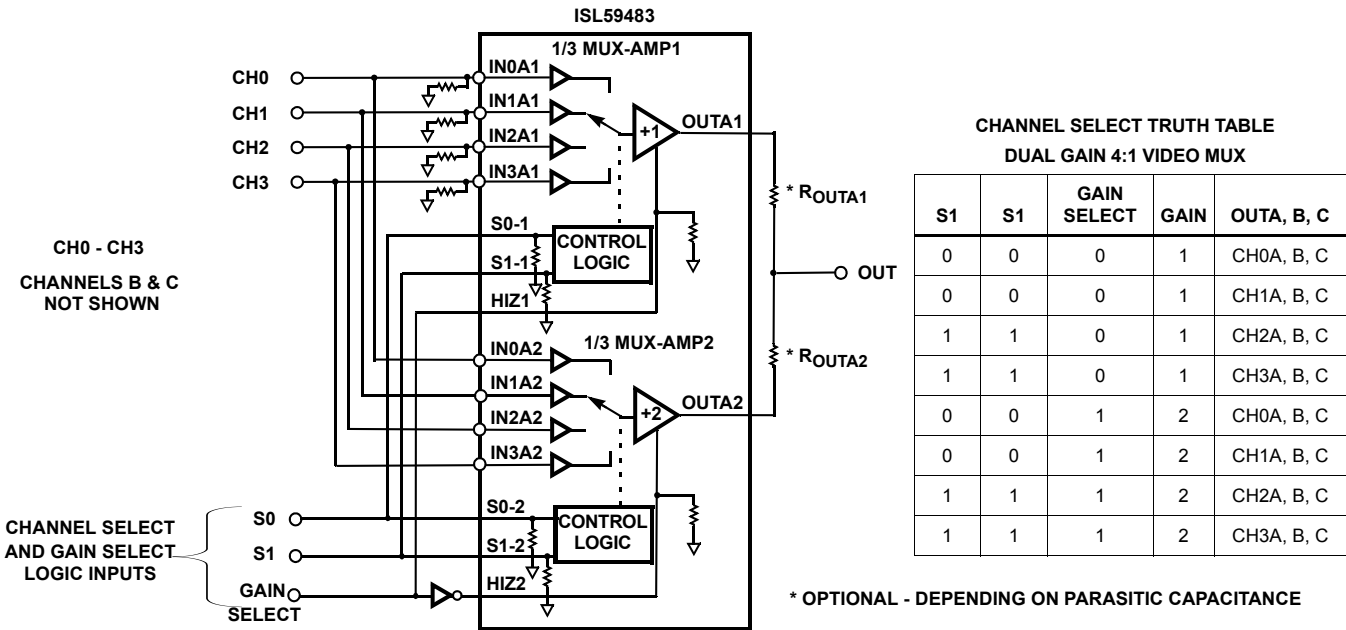 ISL59483
1/3 MUX-AMP1
CH0
IN0A1
CH1
IN1A1
CH2
IN2A1
CH3
IN3A1
+1
OUTA1
* ROUTA1
S0-1
S1-1
HIZ1
CONTROL
LOGIC
CH0 - CH3
CHANNELS B & C
NOT SHOWN
OUT
1/3 MUX-AMP2
IN0A2
IN1A2
IN2A2
IN3A2
+2
OUTA2
* ROUTA2
S0-2
S1-2
HIZ2
CONTROL
LOGIC
CHANNEL SELECT
AND GAIN SELECT
LOGIC INPUTS
S0
S1
GAIN
SELECT
CHANNEL SELECT TRUTH TABLE
DUAL GAIN 4:1 VIDEO MUX
S1 S1 GAIN SELECT GAIN OUTA, B, C
0 0 0 1 CH0A, B, C
0 0 0 1 CH1A, B, C
1 1 0 1 CH2A, B, C
1 1 0 1 CH3A, B, C
0 0 1 2 CH0A, B, C
0 0 1 2 CH1A, B, C
1 1 1 2 CH2A, B, C
1 1 1 2 CH3A, B, C
* OPTIONAL - DEPENDING ON PARASITIC CAPACITANCE